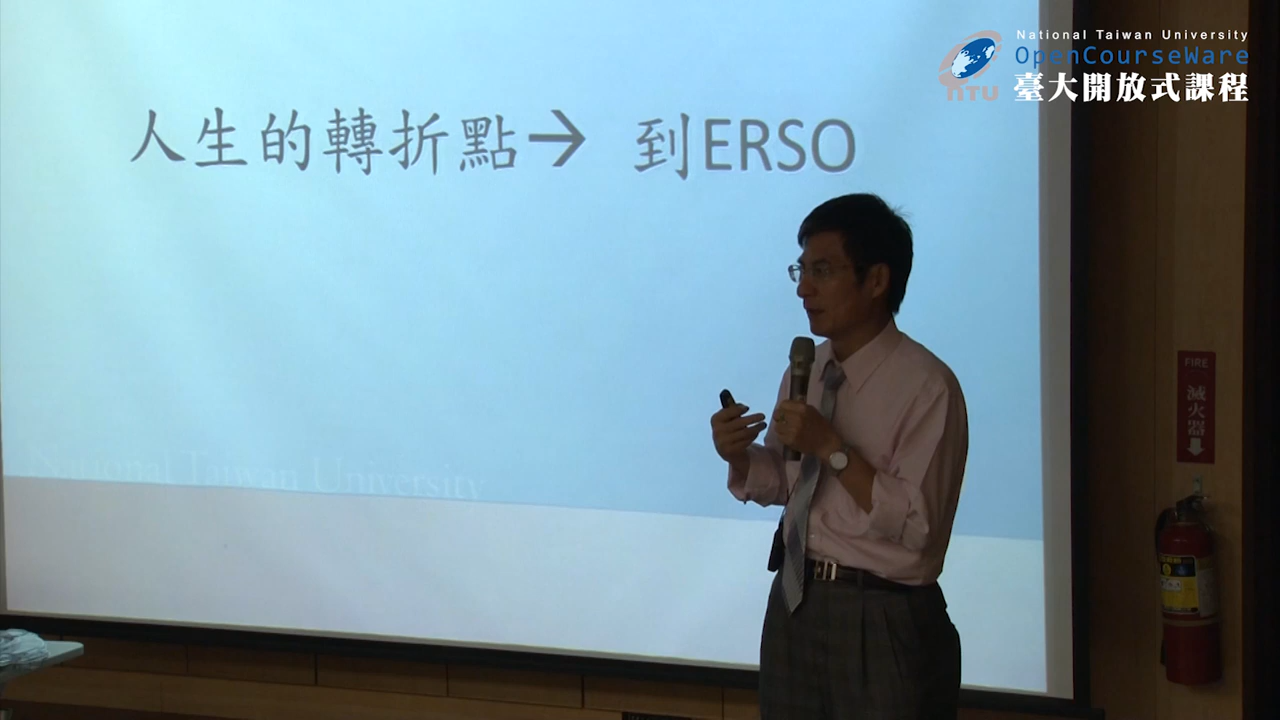 National Taiwan University
OpenCourseWare
臺大開放式課程
NTU
人生的轉折點→ 到ERSO
National Taiwan University
FIRE
滅火器